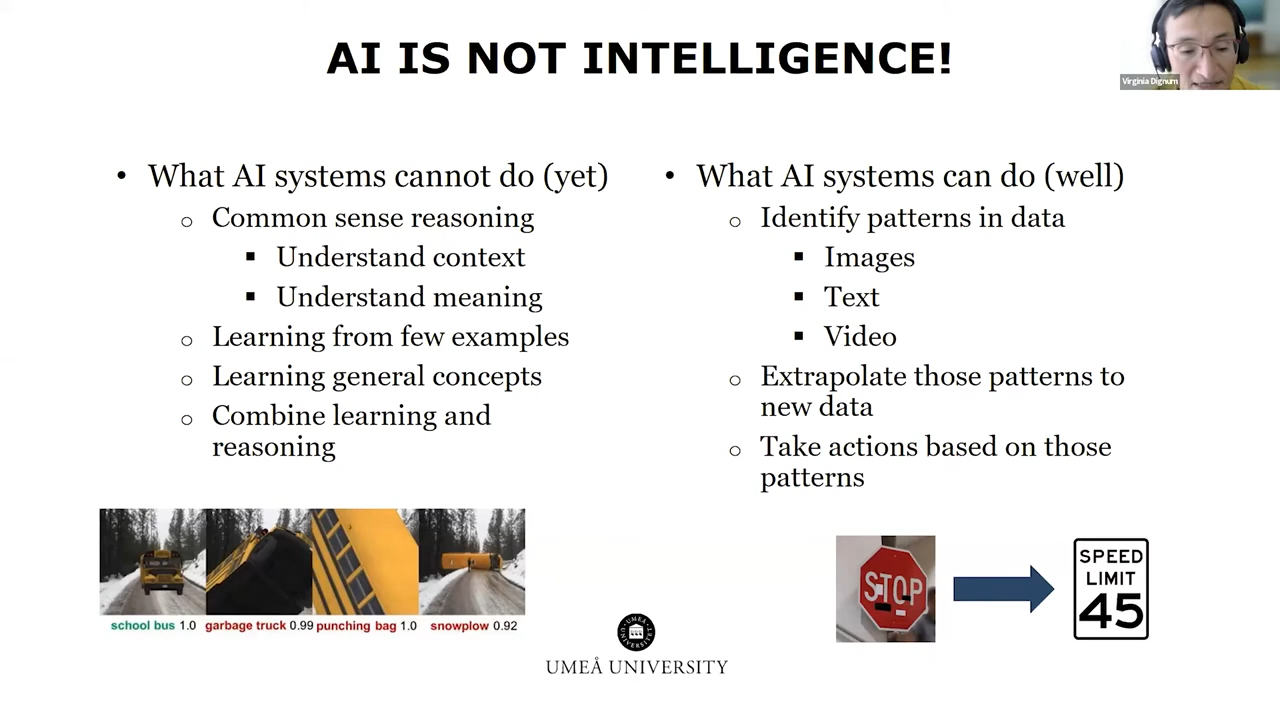 AI IS NOT INTELLIGENCE!
Virginia Dignum
• What AI systems cannot do (yet)
o Common sense reasoning
▪ Understand context
▪ Understand meaning
o Learning from few examples
o Learning general concepts
o Combine learning and
reasoning
• What AI systems can do (well)
o Identify patterns in data
▪ Images
▪ Text
▪ Video
o Extrapolate those patterns to
new data
o Take actions based on those
patterns
school bus 1.0 garbage truck 0.99 punching bag 1.0 snowplow 0.92
STOP
SPEED
LIMIT
45
UMEÅ UNIVERSITY